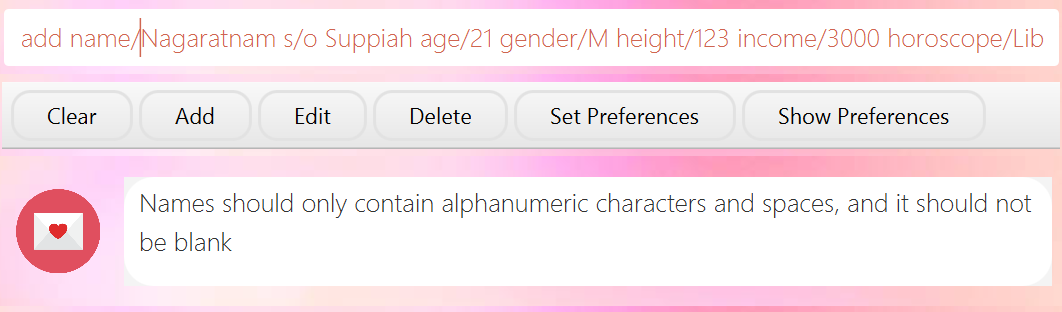 add name/Nagaratnam s/o Suppiah age/21 gender/M height/123 income/3000 horoscope/Lib
Clear Add Edit Delete Set Preferences Show Preferences
Names should only contain alphanumeric characters and spaces, and it should not
be blank